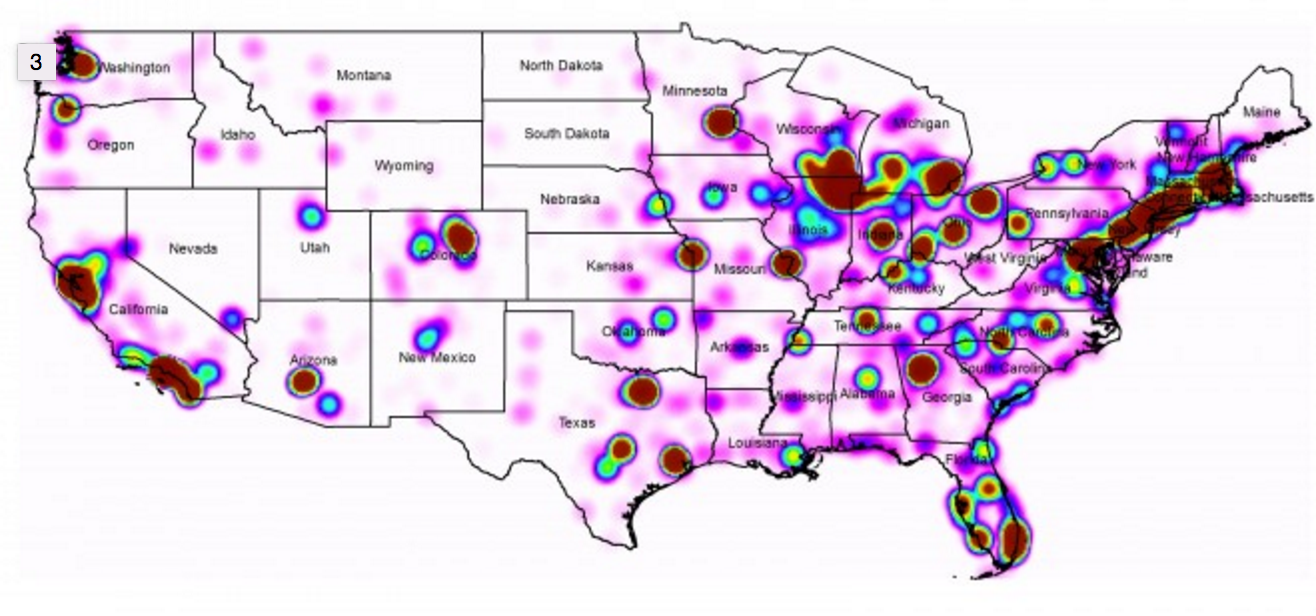 3
Washington
Montana
North Dakota
Minnesota
Maine
Oregon
Idaho
South Dakota
Wisconsin
Michigan
Vermont
New York
New Hampshire
Wyoming
Nebraska
Iowa
Massachusetts
Nevada
Utah
Colorado
Kansas
Missouri
Illinois
Indiana
Ohio
Pennsylvania
New Jersey
West Virginia
Delaware
Kentucky
Virginia
California
Arizona
New Mexico
Oklahoma
Arkansas
Tennessee
North Carolina
South Carolina
Mississippi
Alabama
Georgia
Texas
Louisiana
Florida